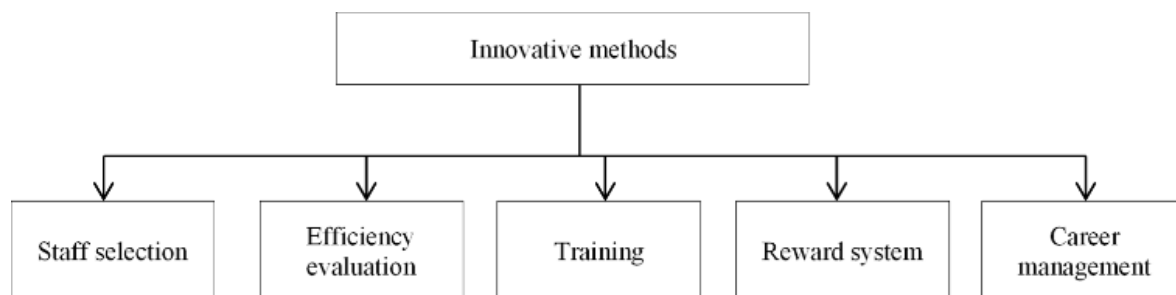 Innovative methods
Staff selection
Efficiency
evaluation
Training
Reward system
Career
management